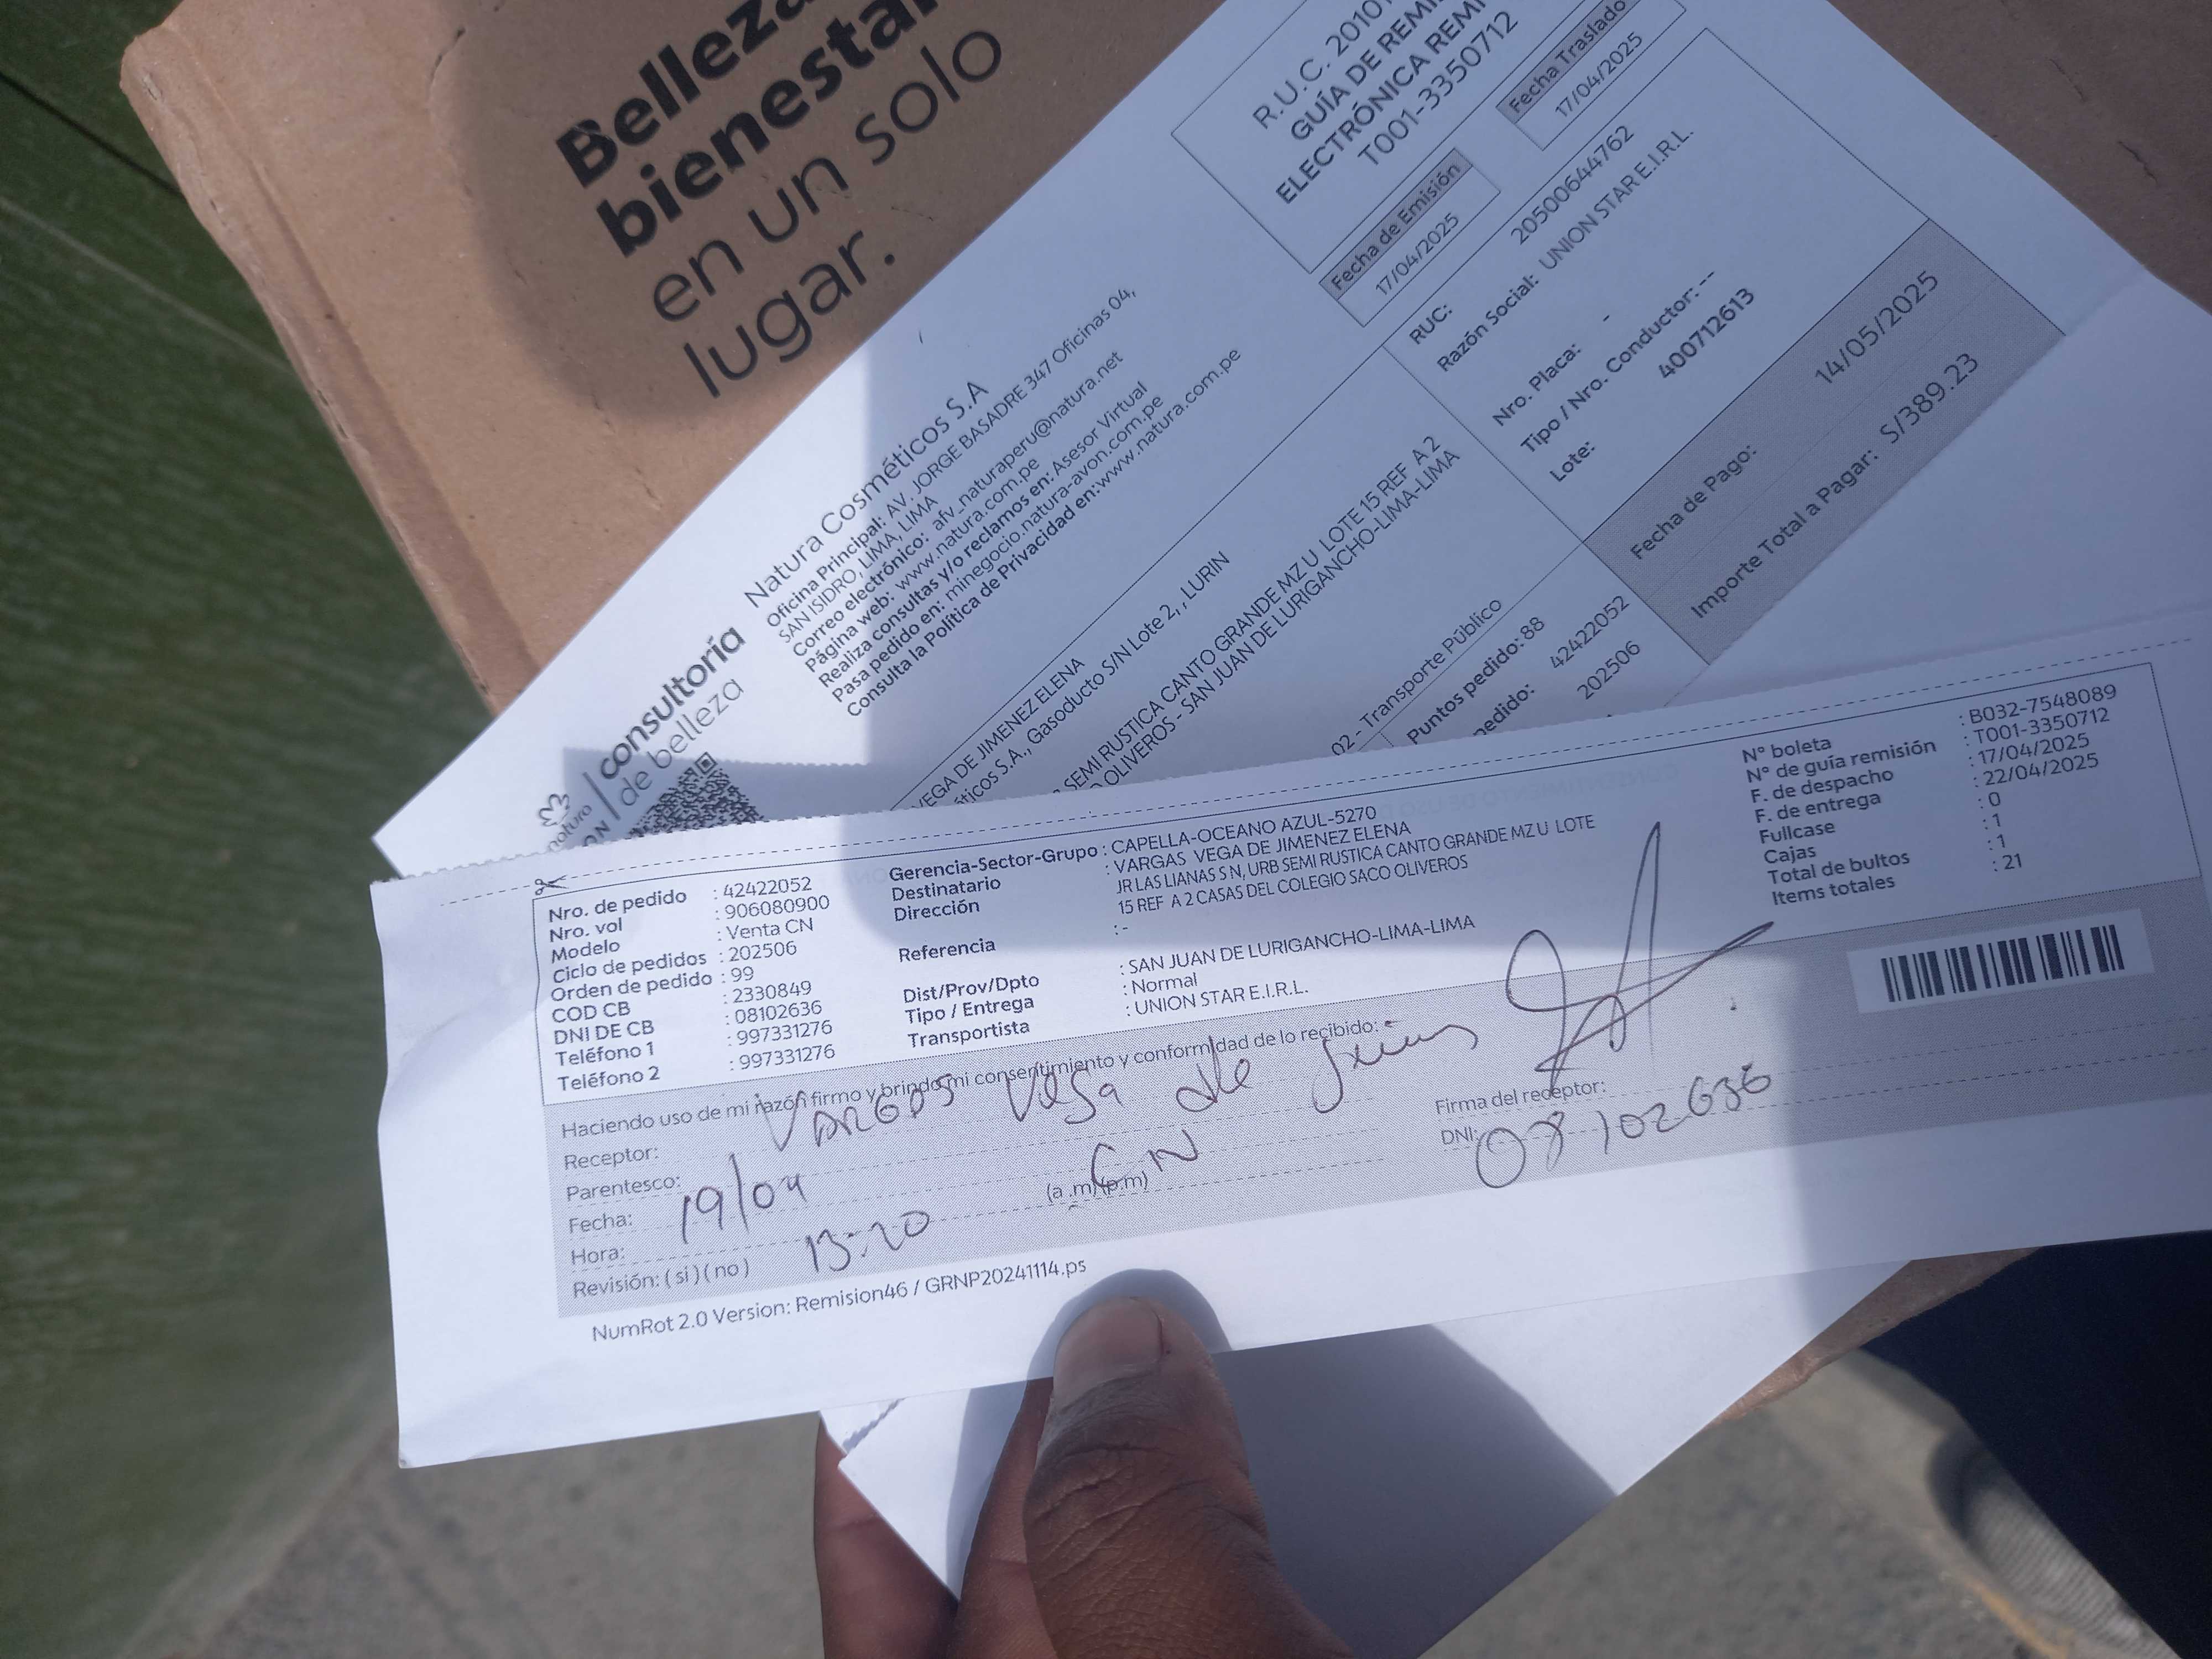 Belleza
bienestar
en un solo
lugar.
R.U.C. 20101
GUÍA DE REMI
ELECTRÓNICA REMI
T001-3350712
Fecha de Emisión
17/04/2025
Fecha Traslado
17/04/2025
natura
consultoría
de belleza
Natura Cosméticos S.A
Oficina Principal: AV. JORGE BASADRE 347 Oficinas 04,
SAN ISIDRO, LIMA, LIMA
Correo electrónico: afv_naturaperu@natura.net
Página web: www.natura.com.pe
Realiza consultas y/o reclamos en: Asesor Virtual
Pasa pedido en: minegocio.natura-avon.com.pe
Consulta la Política de Privacidad en: www.natura.com.pe
RUC: 20500644762
Razón Social: UNION STAR E.I.R.L.
Nro. Placa: -
Tipo / Nro. Conductor: --
Lote: 400712613
VEGA DE JIMENEZ ELENA
ticos S.A., Gasoducto S/N Lote 2, , LURIN
SEMI RUSTICA CANTO GRANDE MZ U LOTE 15 REF A 2
OLIVEROS - SAN JUAN DE LURIGANCHO-LIMA-LIMA
02 - Transporte Público
Puntos pedido: 88
pedido: 42422052
202506
Fecha de Pago: 14/05/2025
Importe Total a Pagar: S/389.23
Nro. de pedido : 42422052
Nro. vol : 906080900
Modelo : Venta CN
Ciclo de pedidos : 202506
Orden de pedido : 99
COD CB : 2330849
DNI DE CB : 08102636
Teléfono 1 : 997331276
Teléfono 2 : 997331276
Gerencia-Sector-Grupo : CAPELLA-OCEANO AZUL-5270
Destinatario : VARGAS VEGA DE JIMENEZ ELENA
Dirección JR LAS LIANAS S N, URB SEMI RUSTICA CANTO GRANDE MZ U LOTE
15 REF A 2 CASAS DEL COLEGIO SACO OLIVEROS
Referencia : -
Dist/Prov/Dpto : SAN JUAN DE LURIGANCHO-LIMA-LIMA
Tipo / Entrega : Normal
Transportista : UNION STAR E.I.R.L.
N° boleta : B032-7548089
N° de guía remisión : T001-3350712
F. de despacho : 17/04/2025
F. de entrega : 22/04/2025
Fullcase : 0
Cajas : 1
Total de bultos : 1
Items totales : 21
Haciendo uso de mi razón firmo y brindo mi consentimiento y conformidad de lo recibido:
Receptor: Vargas Vega de
Parentesco: CN
Fecha: 19/04
Hora: 13:20 (a .m) (p.m)
Revisión: ( si ) ( no )
Firma del receptor:
DNI: 08102636
NumRot 2.0 Version: Remision46 / GRNP20241114.ps